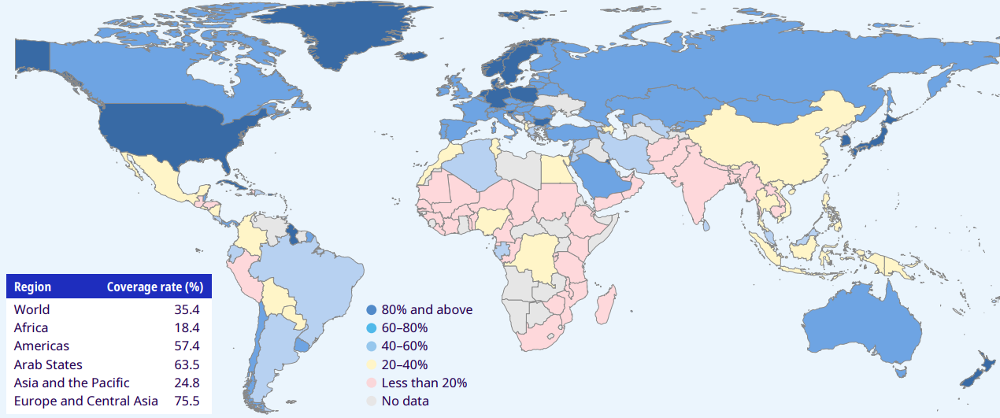 Region Coverage rate (%)
World 35.4
Africa 18.4
Americas 57.4
Arab States 63.5
Asia and the Pacific 24.8
Europe and Central Asia 75.5
80% and above
60–80%
40–60%
20–40%
Less than 20%
No data